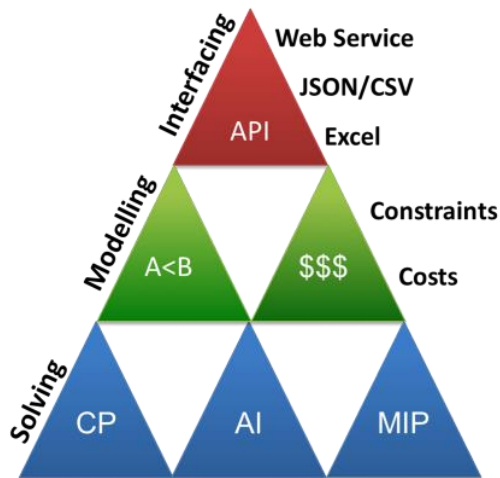 Interfacing
API
Web Service
JSON/CSV
Excel
Modelling
A<B
$$$
Constraints
Costs
Solving
CP
AI
MIP